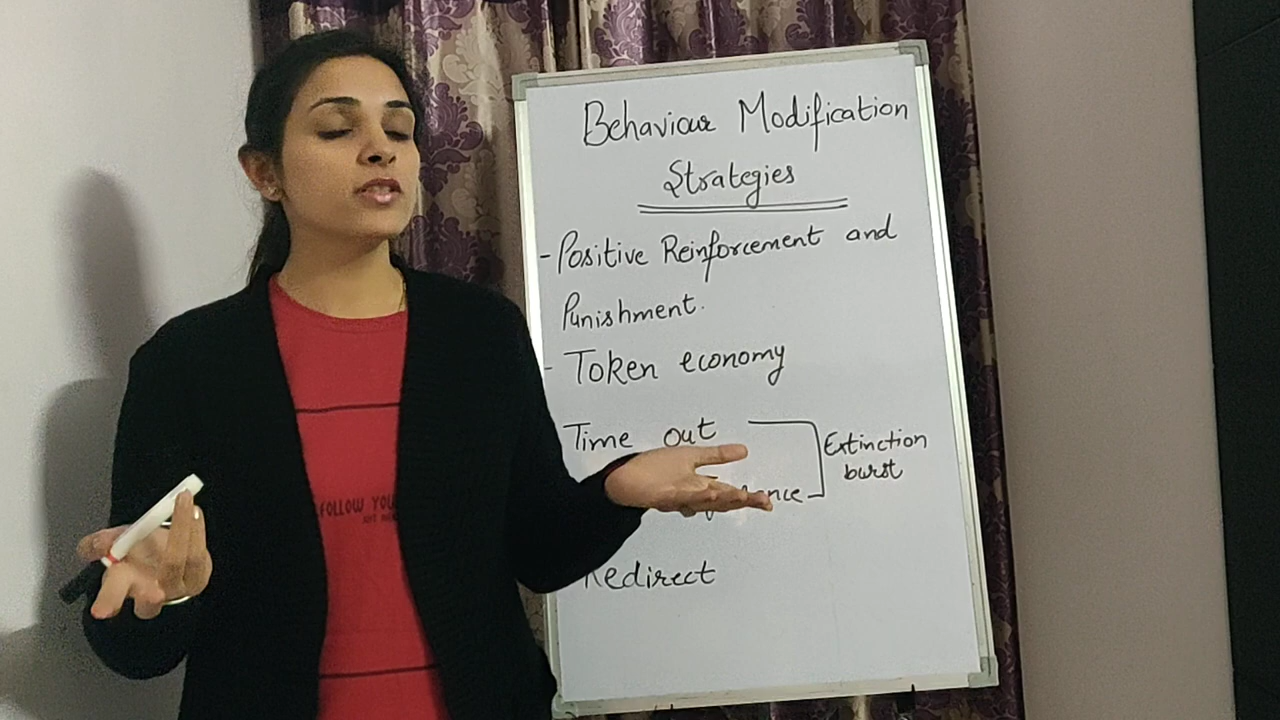 Behaviour Modification
Strategies
- Positive Reinforcement and
Punishment.
- Token economy
Time out
Extinction
burst
Redirect
FOLLOW YOU